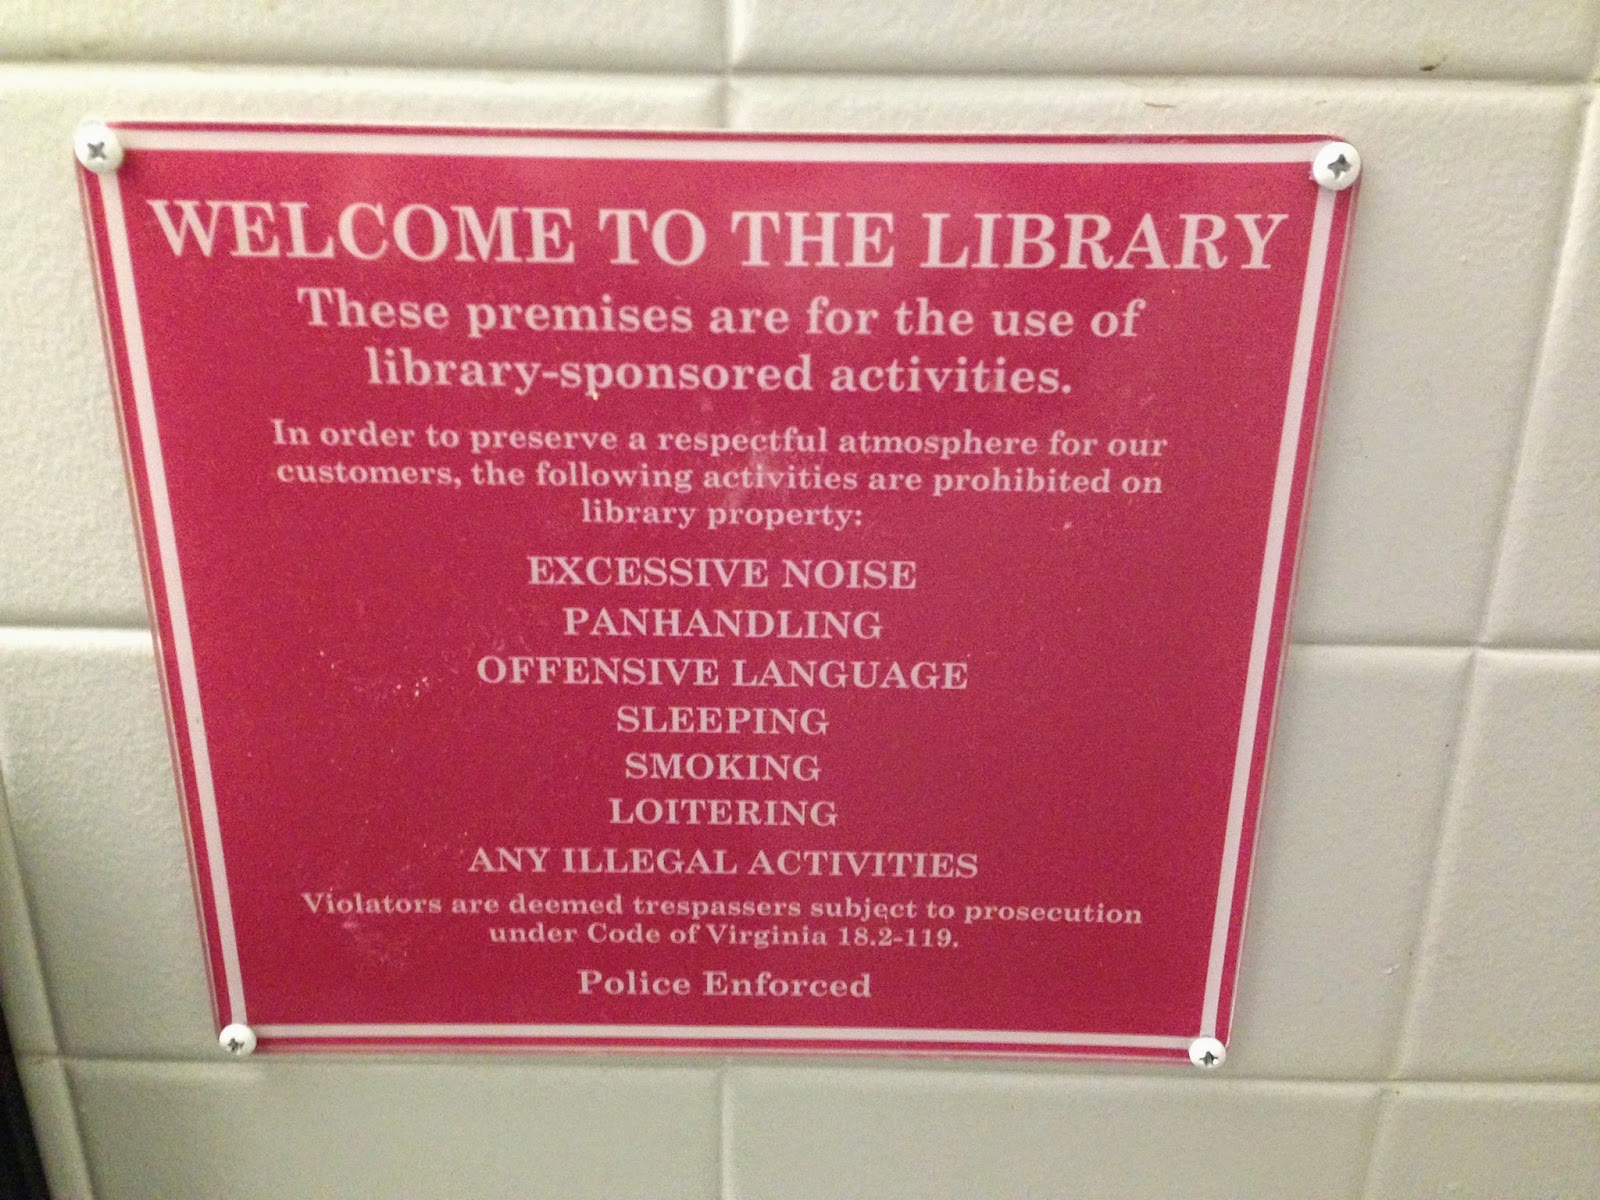 WELCOME TO THE LIBRARY
These premises are for the use of
library-sponsored activities.
In order to preserve a respectful atmosphere for our
customers, the following activities are prohibited on
library property:
EXCESSIVE NOISE
PANHANDLING
OFFENSIVE LANGUAGE
SLEEPING
SMOKING
LOITERING
ANY ILLEGAL ACTIVITIES
Violators are deemed trespassers subject to prosecution
under Code of Virginia 18.2-119.
Police Enforced